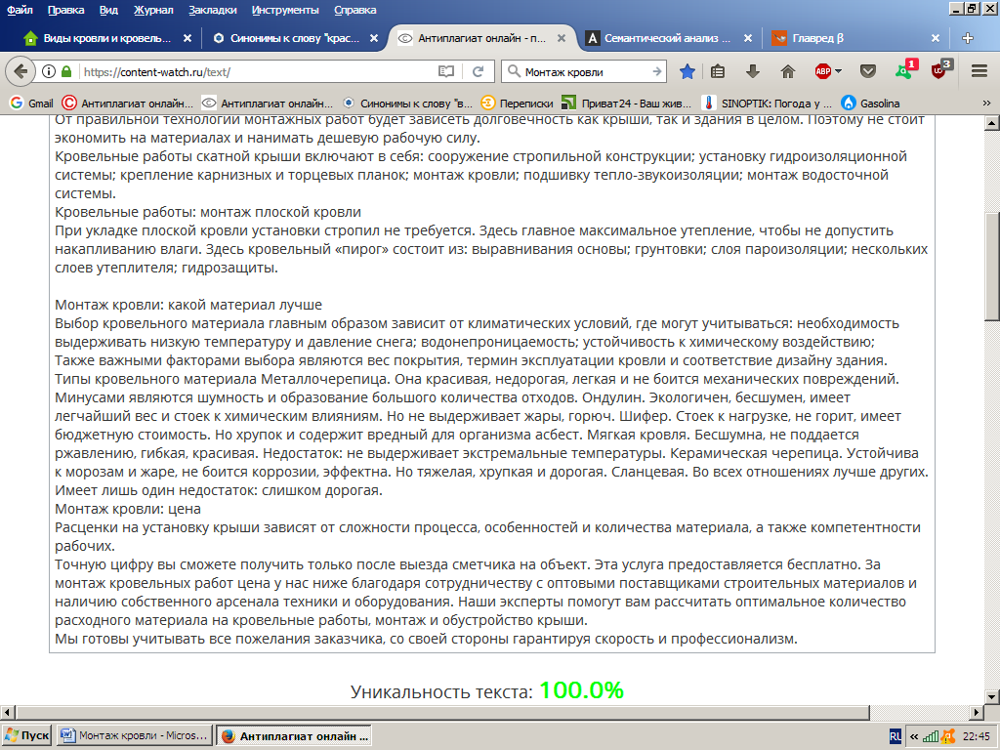 Файл Правка Вид Журнал Закладки Инструменты Справка
Виды кровли и кровель... Синонимы к слову "крас... Антиплагиат онлайн - п... Семантический анализ ... Главред β
https://content-watch.ru/text/ Монтаж кровли ABP 1 3
Gmail Антиплагиат онлайн... Антиплагиат онлайн... Синонимы к слову "в... Переписки Приват24 - Ваш жив... SINOPTIK: Погода у ... Gasolina »
От правильной технологии монтажных работ будет зависеть долговечность как крыши, так и здания в целом. Поэтому не стоит
экономить на материалах и нанимать дешевую рабочую силу.
Кровельные работы скатной крыши включают в себя: сооружение стропильной конструкции; установку гидроизоляционной
системы; крепление карнизных и торцевых планок; монтаж кровли; подшивку тепло-звукоизоляции; монтаж водосточной
системы.
Кровельные работы: монтаж плоской кровли
При укладке плоской кровли установки стропил не требуется. Здесь главное максимальное утепление, чтобы не допустить
накапливанию влаги. Здесь кровельный «пирог» состоит из: выравнивания основы; грунтовки; слоя пароизоляции; нескольких
слоев утеплителя; гидрозащиты.
Монтаж кровли: какой материал лучше
Выбор кровельного материала главным образом зависит от климатических условий, где могут учитываться: необходимость
выдерживать низкую температуру и давление снега; водонепроницаемость; устойчивость к химическому воздействию;
Также важными факторами выбора являются вес покрытия, термин эксплуатации кровли и соответствие дизайну здания.
Типы кровельного материала Металлочерепица. Она красивая, недорогая, легкая и не боится механических повреждений.
Минусами являются шумность и образование большого количества отходов. Ондулин. Экологичен, бесшумен, имеет
легчайший вес и стоек к химическим влияниям. Но не выдерживает жары, горюч. Шифер. Стоек к нагрузке, не горит, имеет
бюджетную стоимость. Но хрупок и содержит вредный для организма асбест. Мягкая кровля. Бесшумна, не поддается
ржавлению, гибкая, красивая. Недостаток: не выдерживает экстремальные температуры. Керамическая черепица. Устойчива
к морозам и жаре, не боится коррозии, эффектна. Но тяжелая, хрупкая и дорогая. Сланцевая. Во всех отношениях лучше других.
Имеет лишь один недостаток: слишком дорогая.
Монтаж кровли: цена
Расценки на установку крыши зависят от сложности процесса, особенностей и количества материала, а также компетентности
рабочих.
Точную цифру вы сможете получить только после выезда сметчика на объект. Эта услуга предоставляется бесплатно. За
монтаж кровельных работ цена у нас ниже благодаря сотрудничеству с оптовыми поставщиками строительных материалов и
наличию собственного арсенала техники и оборудования. Наши эксперты помогут вам рассчитать оптимальное количество
расходного материала на кровельные работы, монтаж и обустройство крыши.
Мы готовы учитывать все пожелания заказчика, со своей стороны гарантируя скорость и профессионализм.
Уникальность текста: 100.0%
Пуск Монтаж кровли - Micros... Антиплагиат онлайн ... RU « 22:45